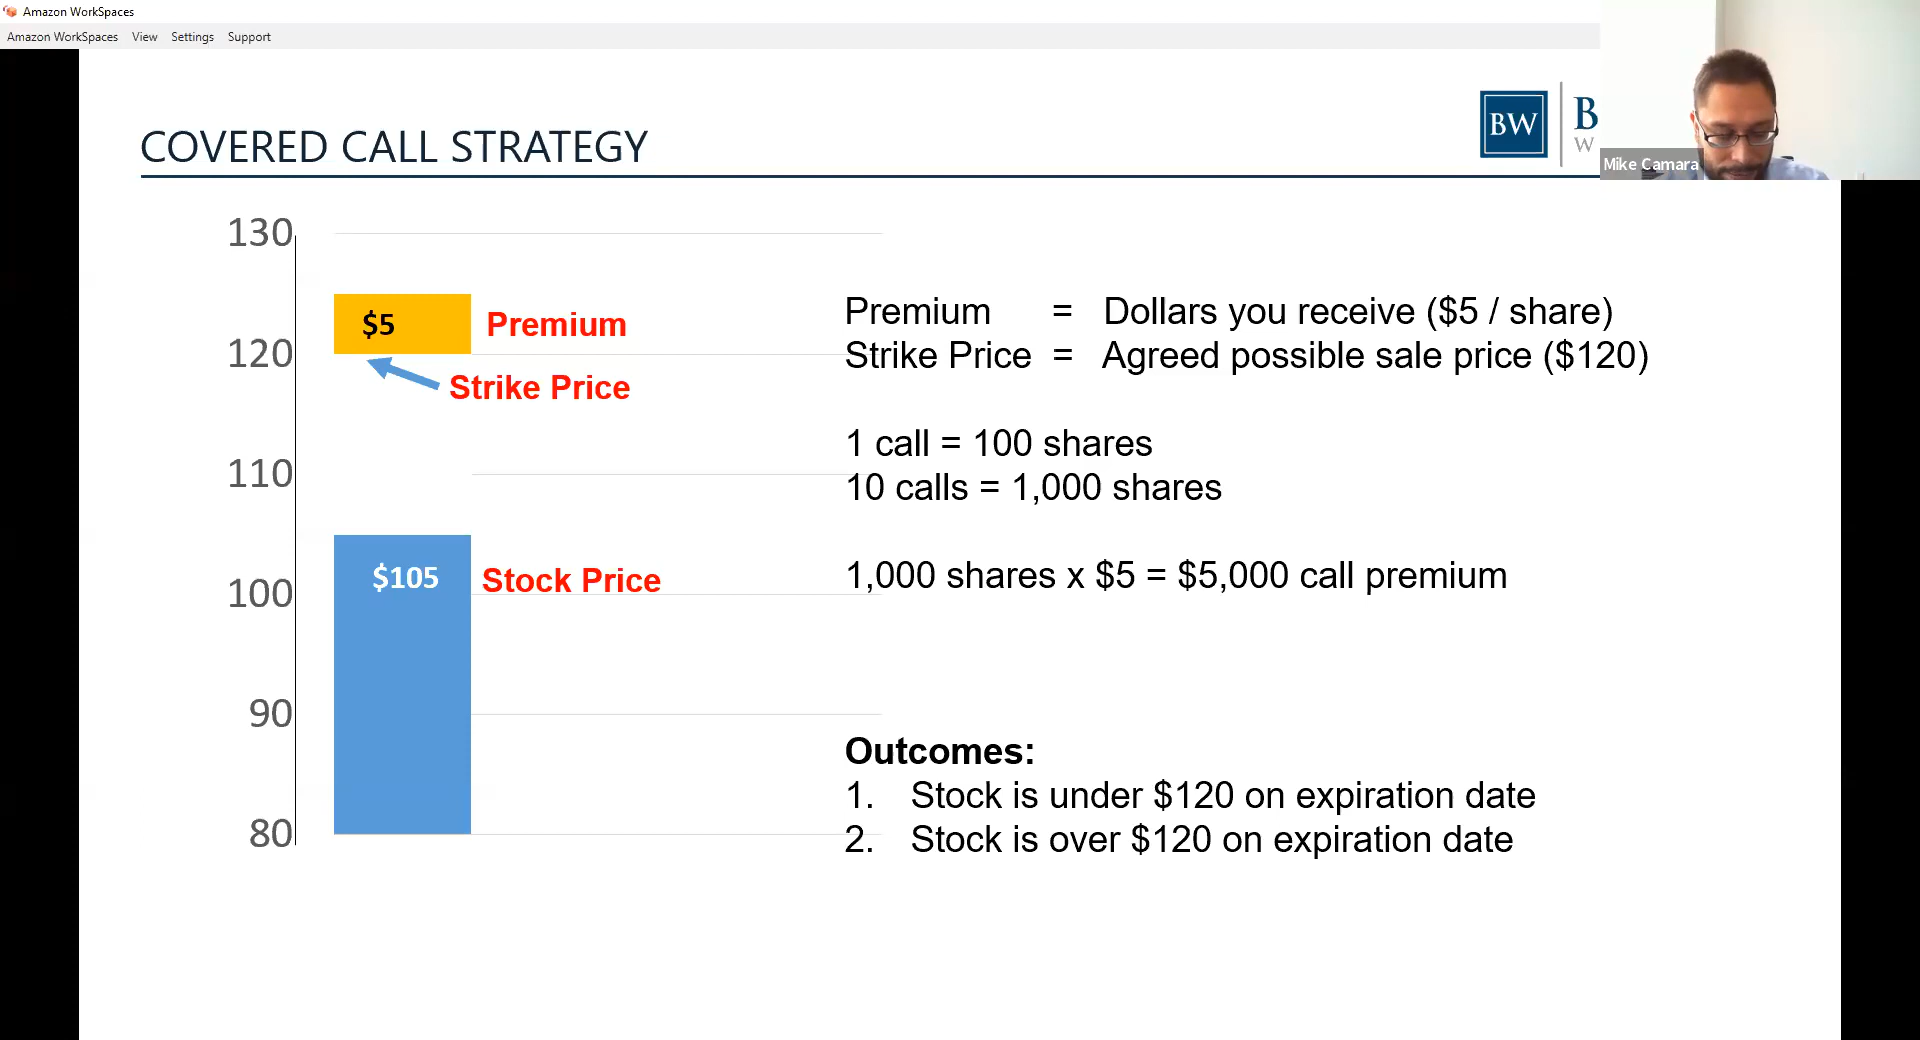 Amazon WorkSpaces
Amazon WorkSpaces View Settings Support
COVERED CALL STRATEGY
BW
B
W
Mike Camara
130
120
110
100
90
80
$5
Premium
Strike Price
$105
Stock Price
Premium = Dollars you receive ($5 / share)
Strike Price = Agreed possible sale price ($120)
1 call = 100 shares
10 calls = 1,000 shares
1,000 shares x $5 = $5,000 call premium
Outcomes:
1. Stock is under $120 on expiration date
2. Stock is over $120 on expiration date